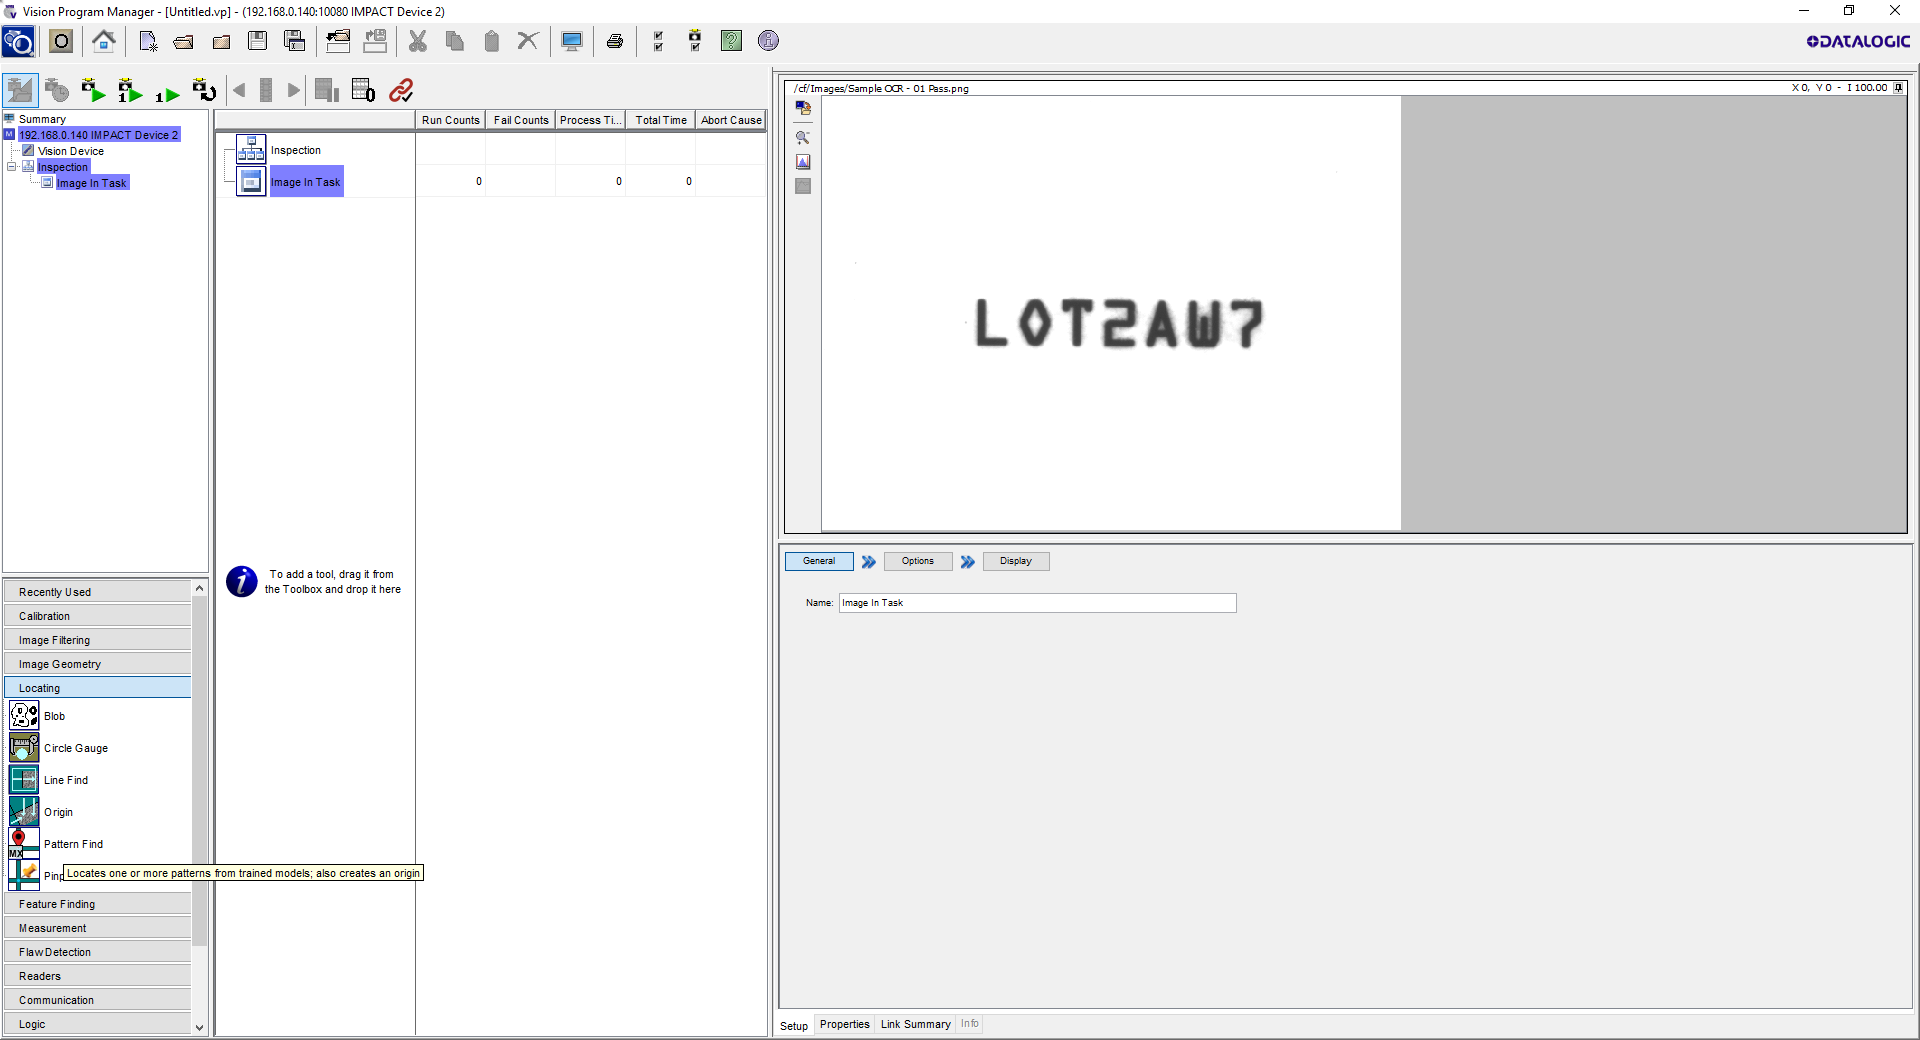 Vision Program Manager - [Untitled.vp] - (192.168.0.140:10080 IMPACT Device 2)
DATALOGIC
Summary
192.168.0.140 IMPACT Device 2
Vision Device
Inspection
Image In Task
Run Counts Fail Counts Process Ti... Total Time Abort Cause
Inspection
Image In Task 0 0 0
To add a tool, drag it from
the Toolbox and drop it here
Recently Used
Calibration
Image Filtering
Image Geometry
Locating
Blob
Circle Gauge
Line Find
Origin
MX
Pattern Find
Pinp
Locates one or more patterns from trained models; also creates an origin
Feature Finding
Measurement
Flaw Detection
Readers
Communication
Logic
/cf/Images/Sample OCR - 01 Pass.png X 0, Y 0 - I 100.00
LOT2AW7
General Options Display
Name: Image In Task
Setup Properties Link Summary Info